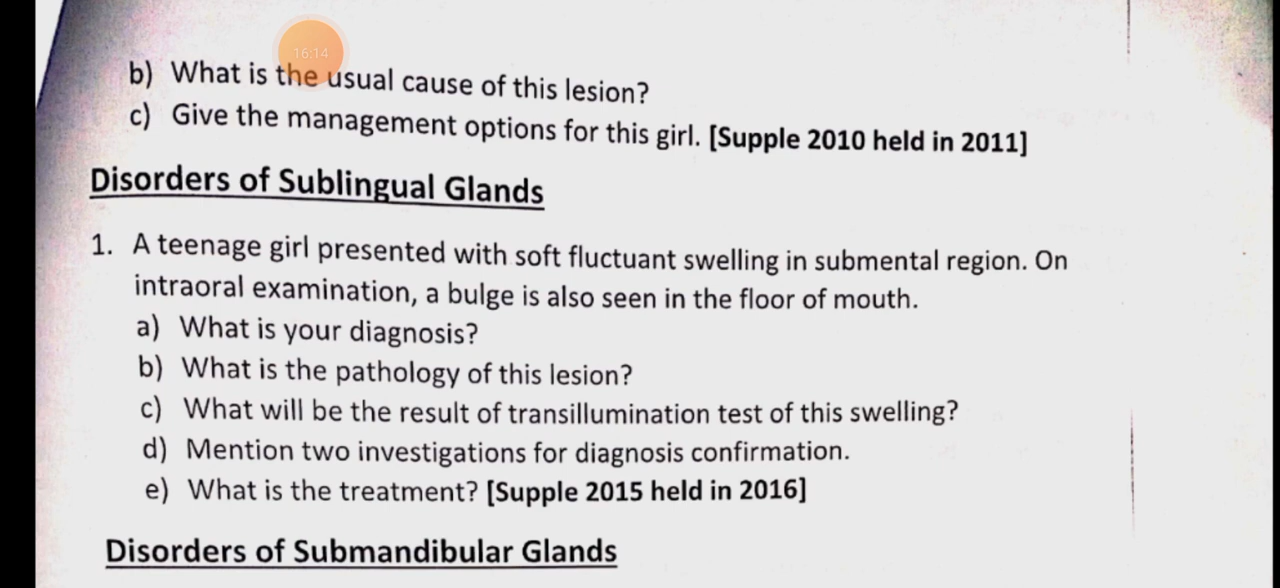 16:14
b) What is the usual cause of this lesion?
c) Give the management options for this girl. [Supple 2010 held in 2011]
Disorders of Sublingual Glands
1. A teenage girl presented with soft fluctuant swelling in submental region. On
intraoral examination, a bulge is also seen in the floor of mouth.
a) What is your diagnosis?
b) What is the pathology of this lesion?
c) What will be the result of transillumination test of this swelling?
d) Mention two investigations for diagnosis confirmation.
e) What is the treatment? [Supple 2015 held in 2016]
Disorders of Submandibular Glands